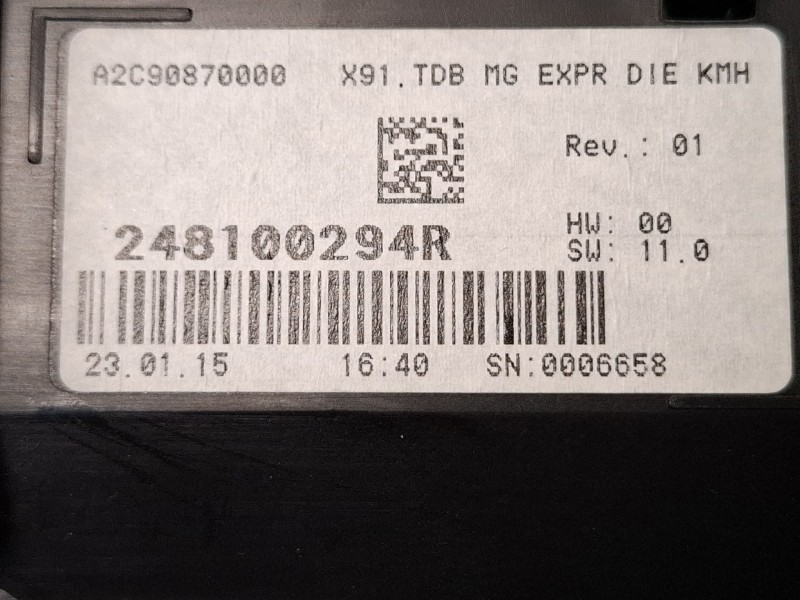 A2C90870000 X91.TDB MG EXPR DIE KMH
Rev.: 01
248100294R
HW: 00
SW: 11.0
23.01.15 16:40 SN:0006658